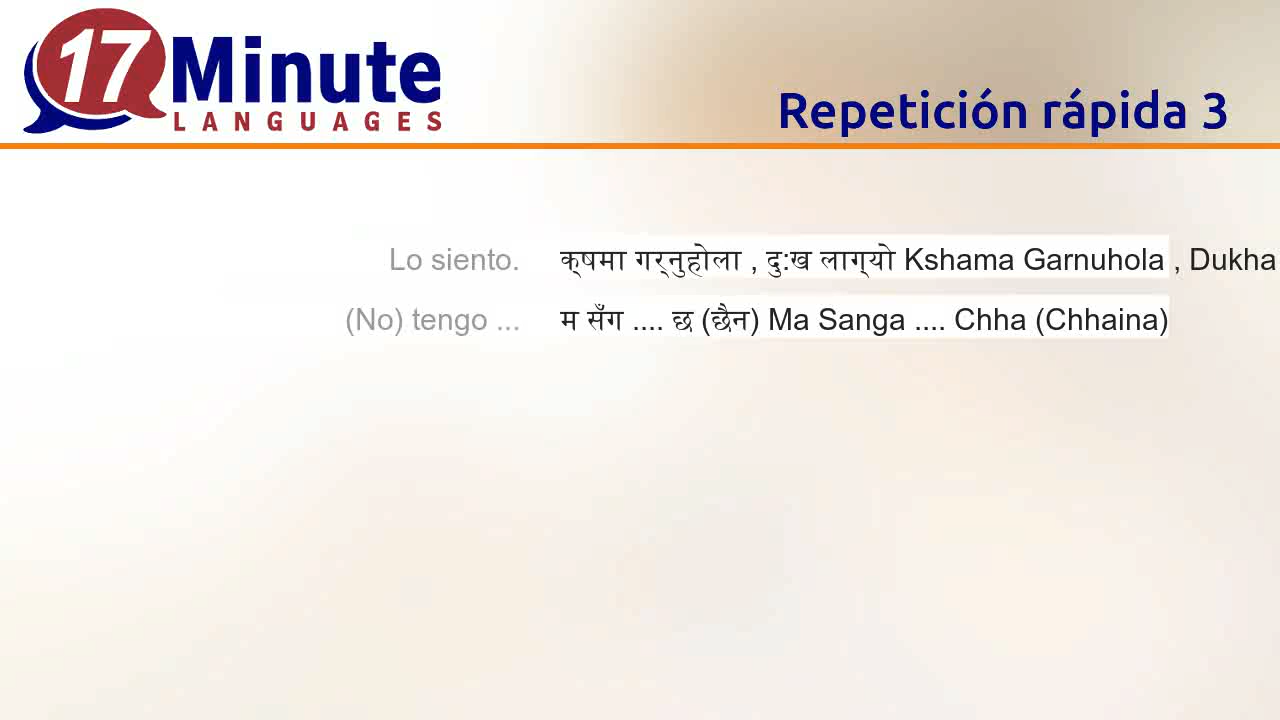 17 Minute
LANGUAGES
Repetición rápida 3
Lo siento. क्‌षमा गर्‌नुहोला , दु:ख लाग्‌यो Kshama Garnuhola , Dukha
(No) tengo ... म सँग .... छ (छैन) Ma Sanga .... Chha (Chhaina)